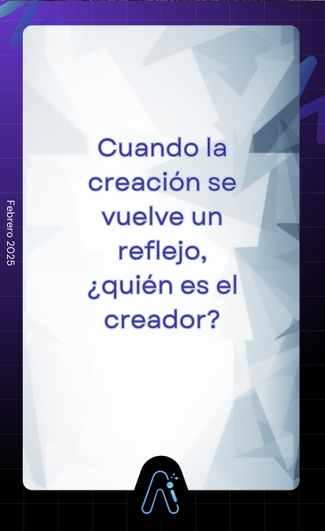 Cuando la
creación se
vuelve un
reflejo,
¿quién es el
creador?
Febrero 2025